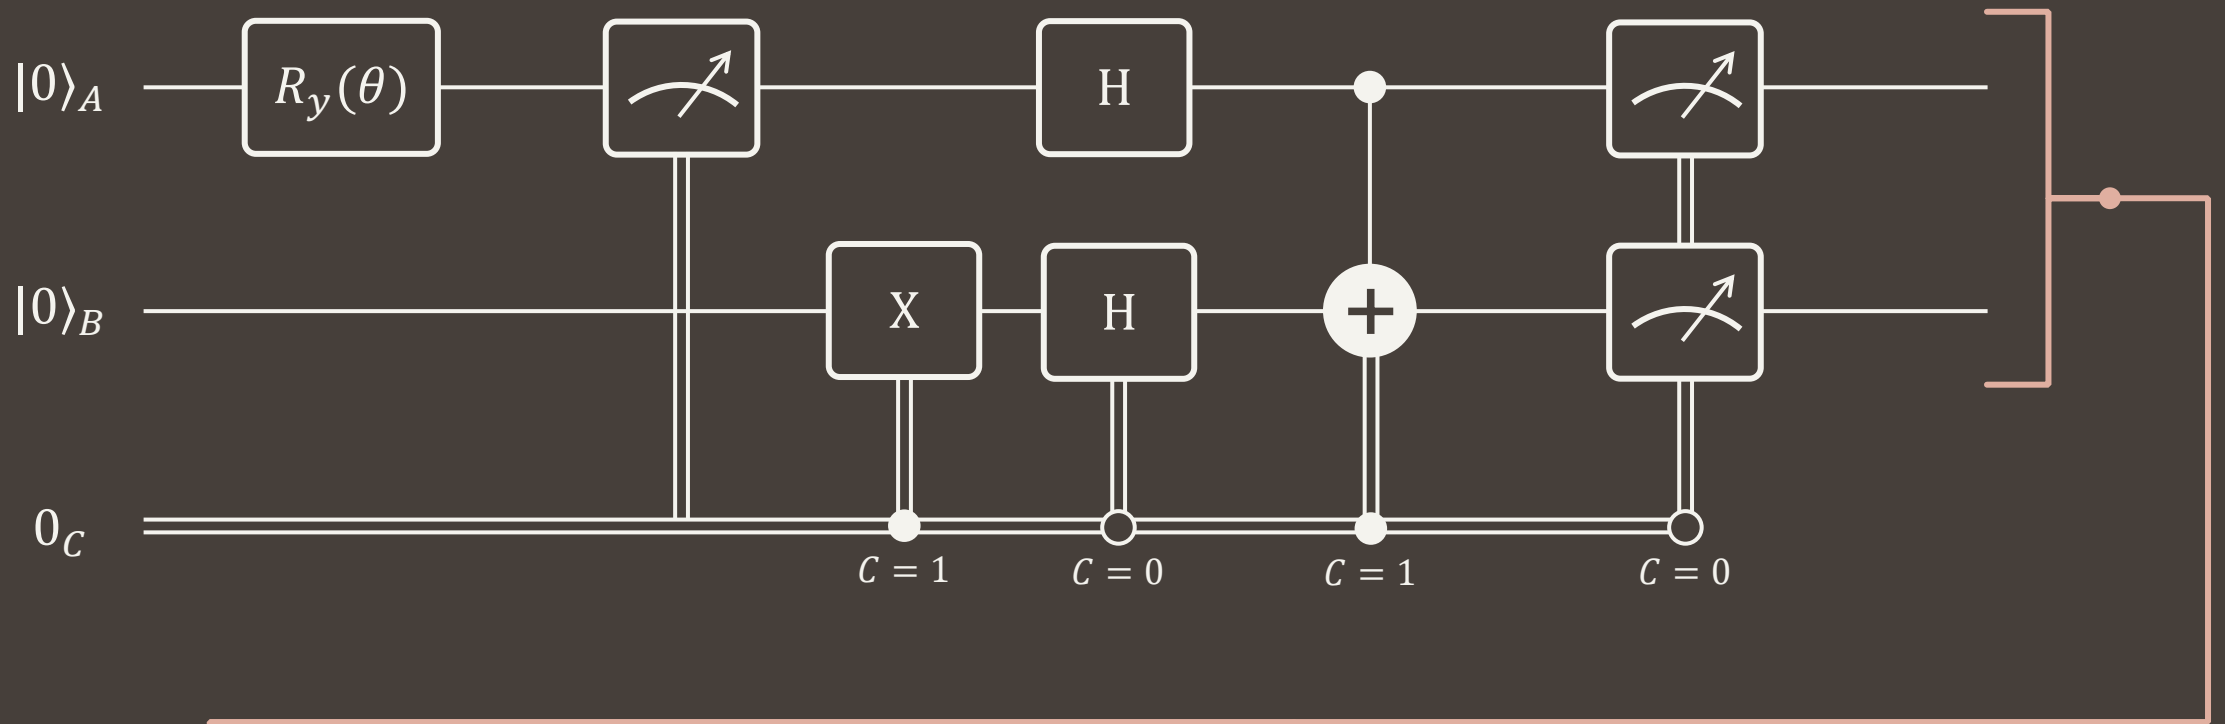 |0⟩_A R_y(θ) H
|0⟩_B X H +
0_C
C = 1 C = 0 C = 1 C = 0